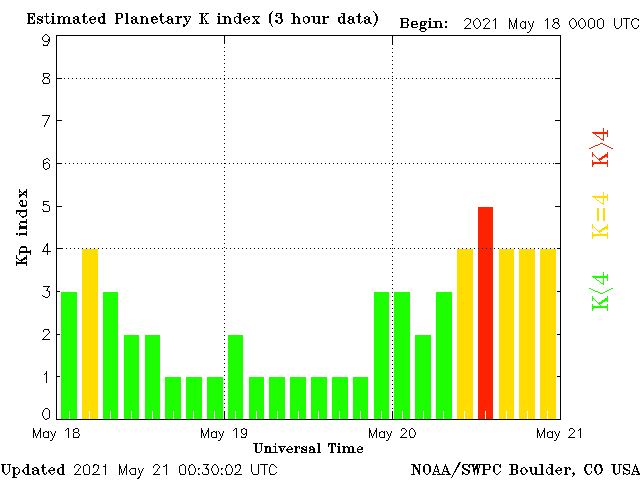 Estimated Planetary K index (3 hour data) Begin: 2021 May 18 0000 UTC
9
8
7
6
5
4
3
2
1
0
Kp index
May 18 May 19 May 20 May 21
Universal Time
K>4
K=4
K<4
Updated 2021 May 21 00:30:02 UTC NOAA/SWPC Boulder, CO USA